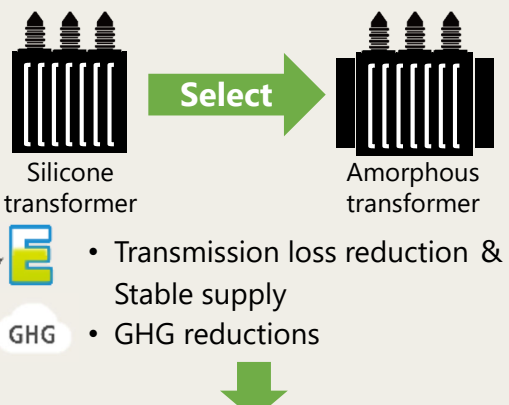 Select
Silicone
transformer
Amorphous
transformer
E
• Transmission loss reduction &
Stable supply
GHG
• GHG reductions